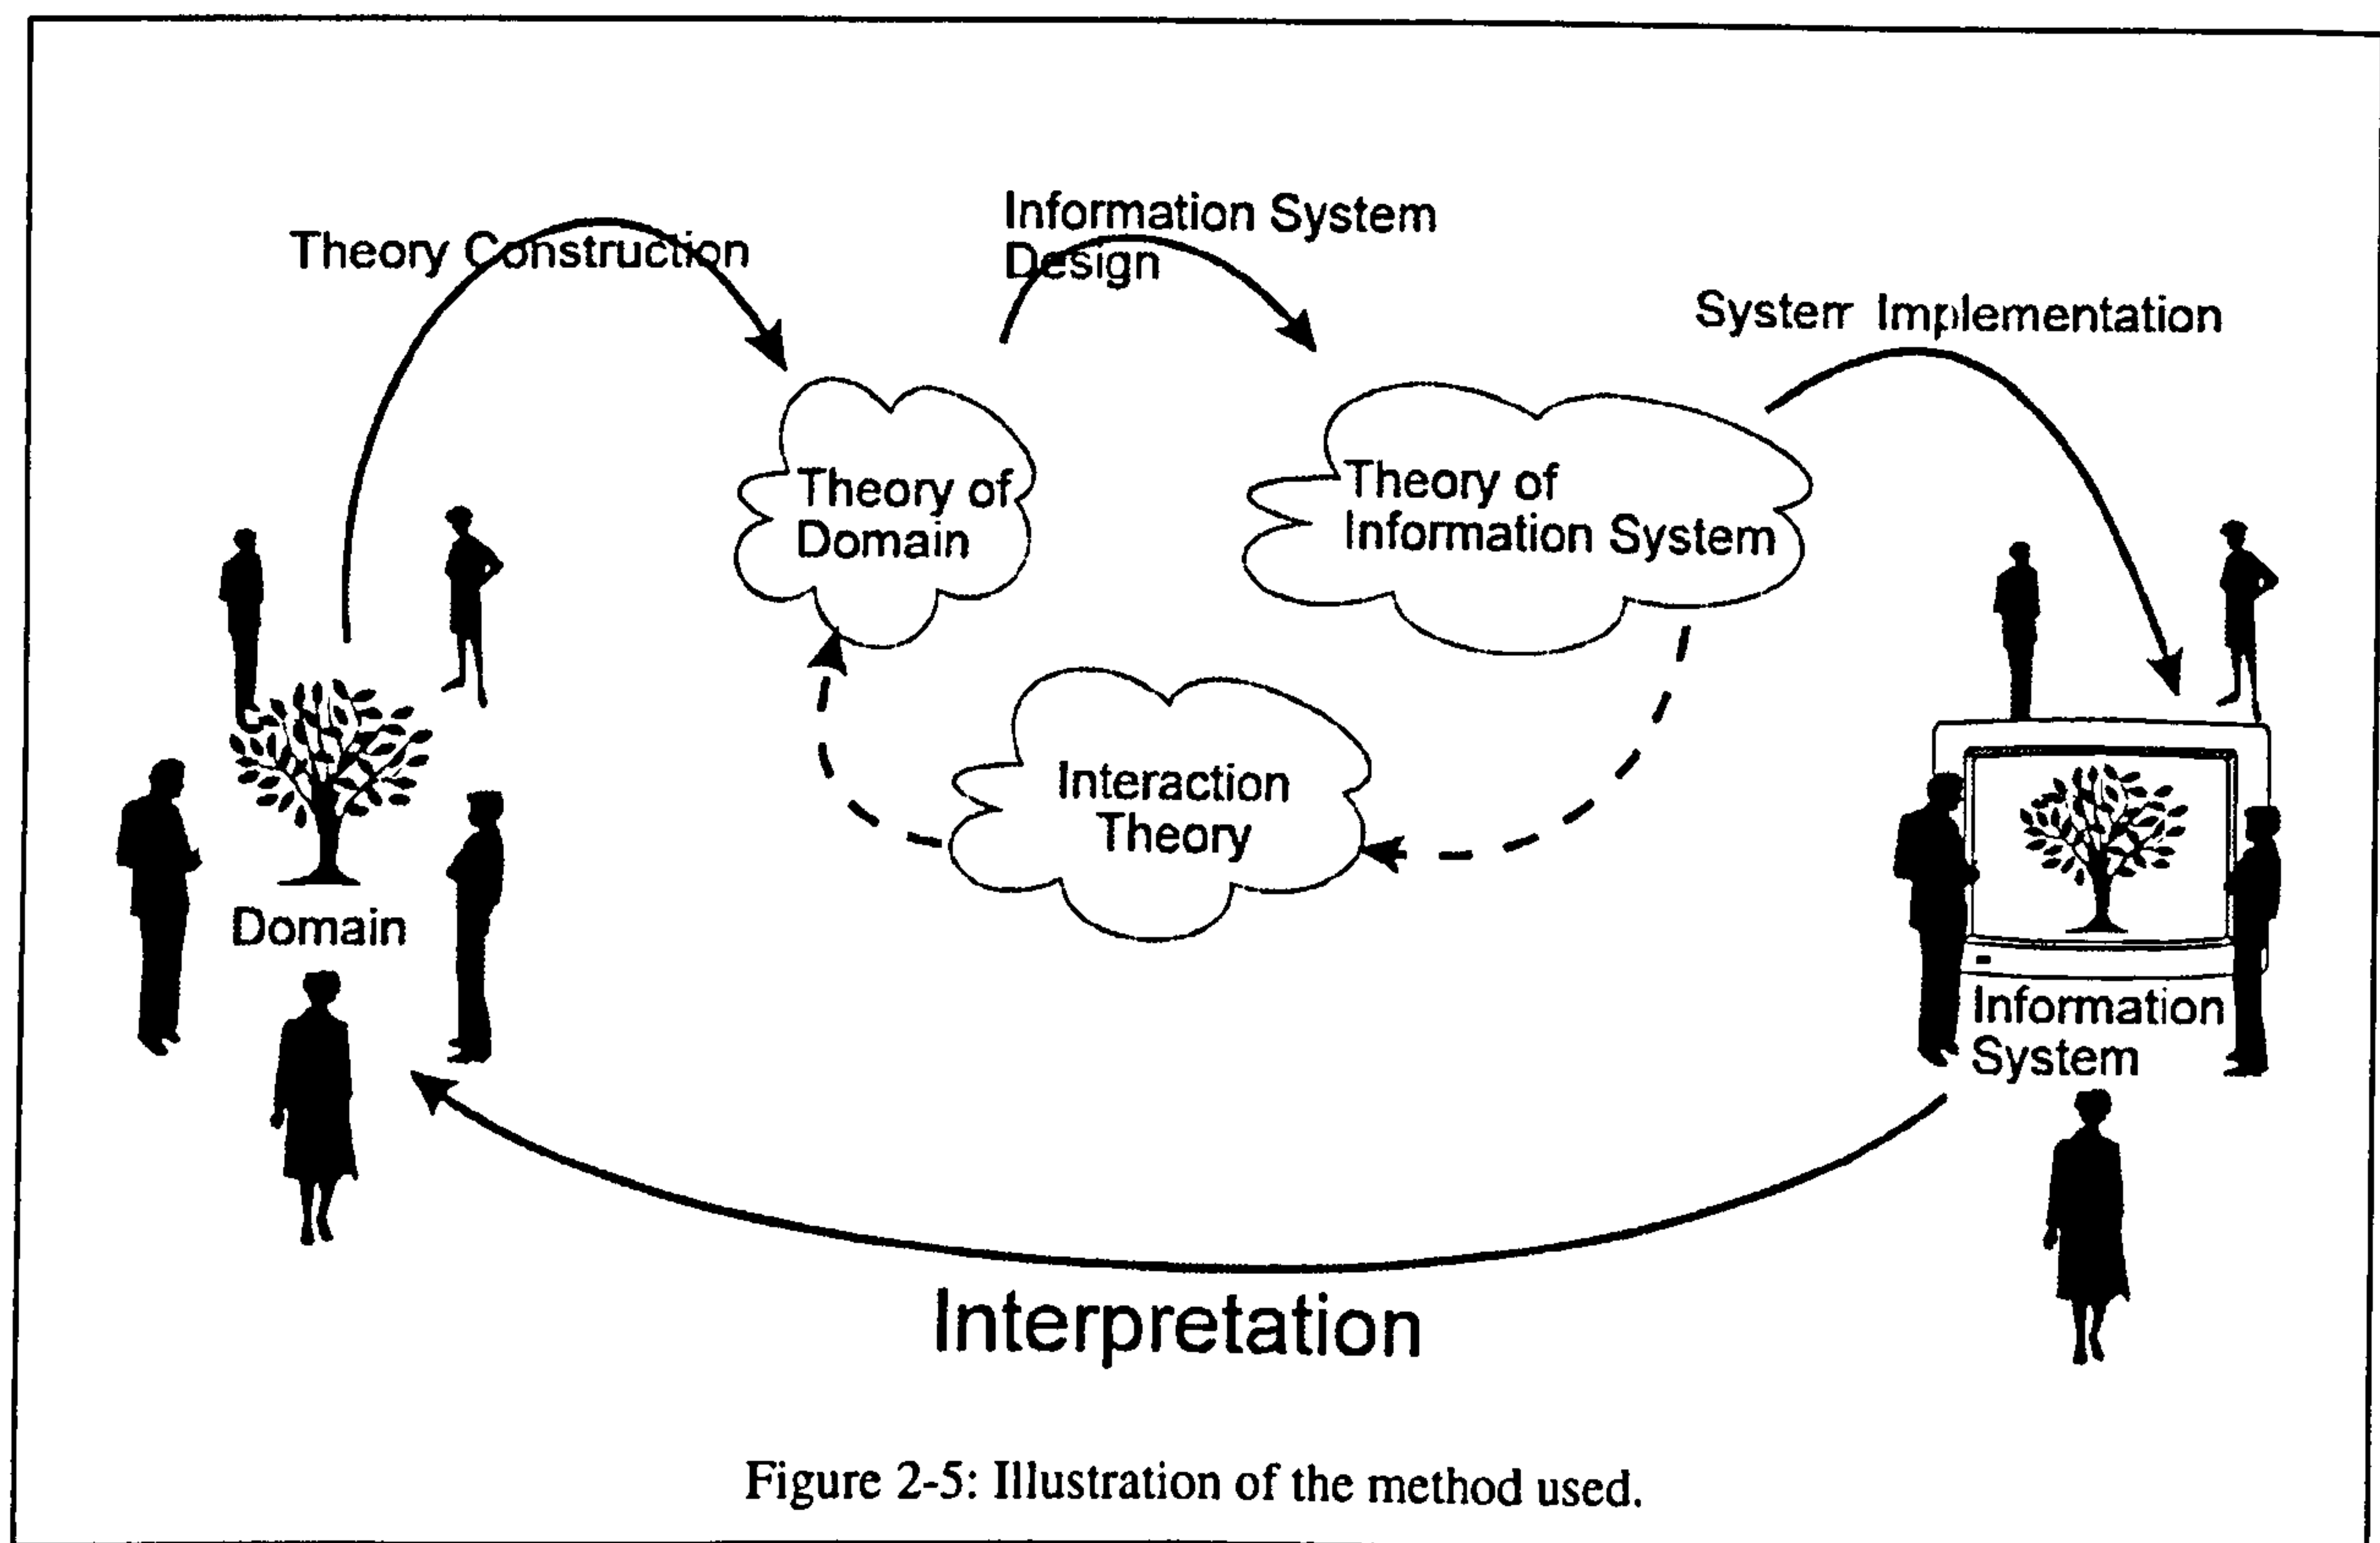 Theory Construction
Information System
Design
System Implementation
Theory of
Domain
Theory of
Information System
Interaction
Theory
Domain
Information
System
Interpretation
Figure 2-5: Illustration of the method used.